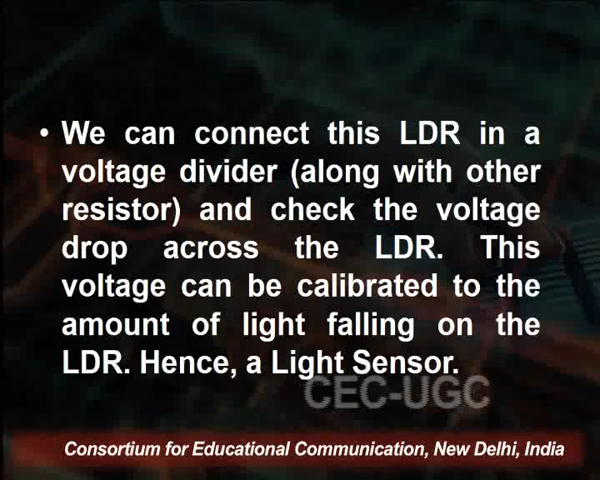 • We can connect this LDR in a
voltage divider (along with other
resistor) and check the voltage
drop across the LDR. This
voltage can be calibrated to the
amount of light falling on the
LDR. Hence, a Light Sensor.
CEC-UGC
Consortium for Educational Communication, New Delhi, India